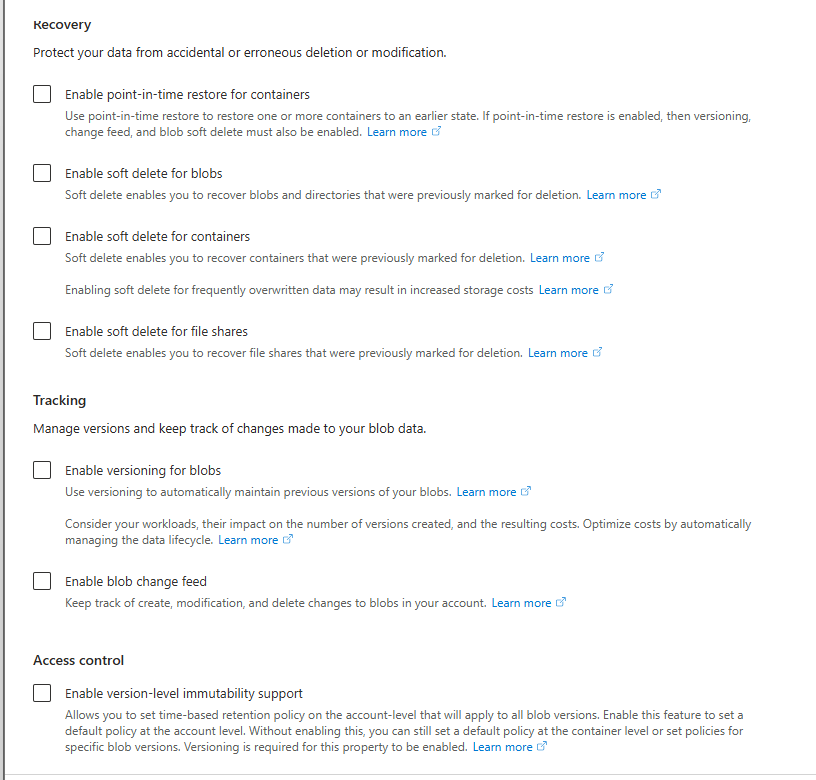 Recovery
Protect your data from accidental or erroneous deletion or modification.
Enable point-in-time restore for containers
Use point-in-time restore to restore one or more containers to an earlier state. If point-in-time restore is enabled, then versioning,
change feed, and blob soft delete must also be enabled. Learn more
Enable soft delete for blobs
Soft delete enables you to recover blobs and directories that were previously marked for deletion. Learn more
Enable soft delete for containers
Soft delete enables you to recover containers that were previously marked for deletion. Learn more
Enabling soft delete for frequently overwritten data may result in increased storage costs Learn more
Enable soft delete for file shares
Soft delete enables you to recover file shares that were previously marked for deletion. Learn more
Tracking
Manage versions and keep track of changes made to your blob data.
Enable versioning for blobs
Use versioning to automatically maintain previous versions of your blobs. Learn more
Consider your workloads, their impact on the number of versions created, and the resulting costs. Optimize costs by automatically
managing the data lifecycle. Learn more
Enable blob change feed
Keep track of create, modification, and delete changes to blobs in your account. Learn more
Access control
Enable version-level immutability support
Allows you to set time-based retention policy on the account-level that will apply to all blob versions. Enable this feature to set a
default policy at the account level. Without enabling this, you can still set a default policy at the container level or set policies for
specific blob versions. Versioning is required for this property to be enabled. Learn more